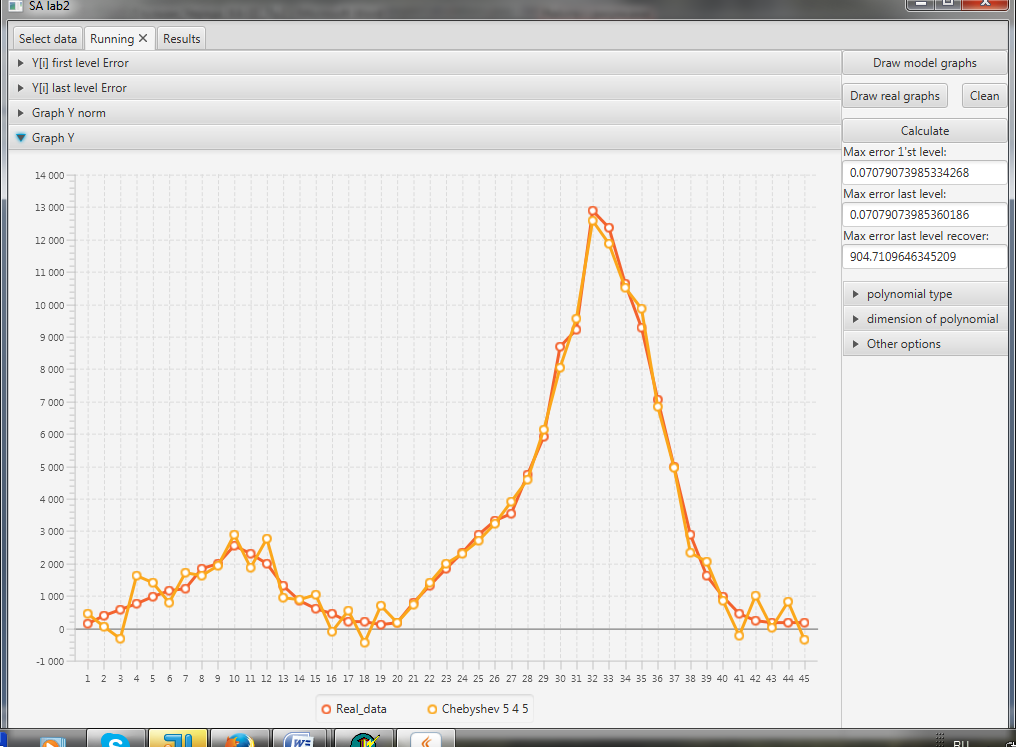 SA lab2
Select data Running Results
Y[i] first level Error
Y[i] last level Error
Graph Y norm
Graph Y
Draw model graphs
Draw real graphs Clean
Calculate
Max error 1'st level:
0.07079073985334268
Max error last level:
0.07079073985360186
Max error last level recover:
904.7109646345209
polynomial type
dimension of polynomial
Other options
14 000
13 000
12 000
11 000
10 000
9 000
8 000
7 000
6 000
5 000
4 000
3 000
2 000
1 000
0
-1 000
1 2 3 4 5 6 7 8 9 10 11 12 13 14 15 16 17 18 19 20 21 22 23 24 25 26 27 28 29 30 31 32 33 34 35 36 37 38 39 40 41 42 43 44 45
Real_data Chebyshev 5 4 5
RU